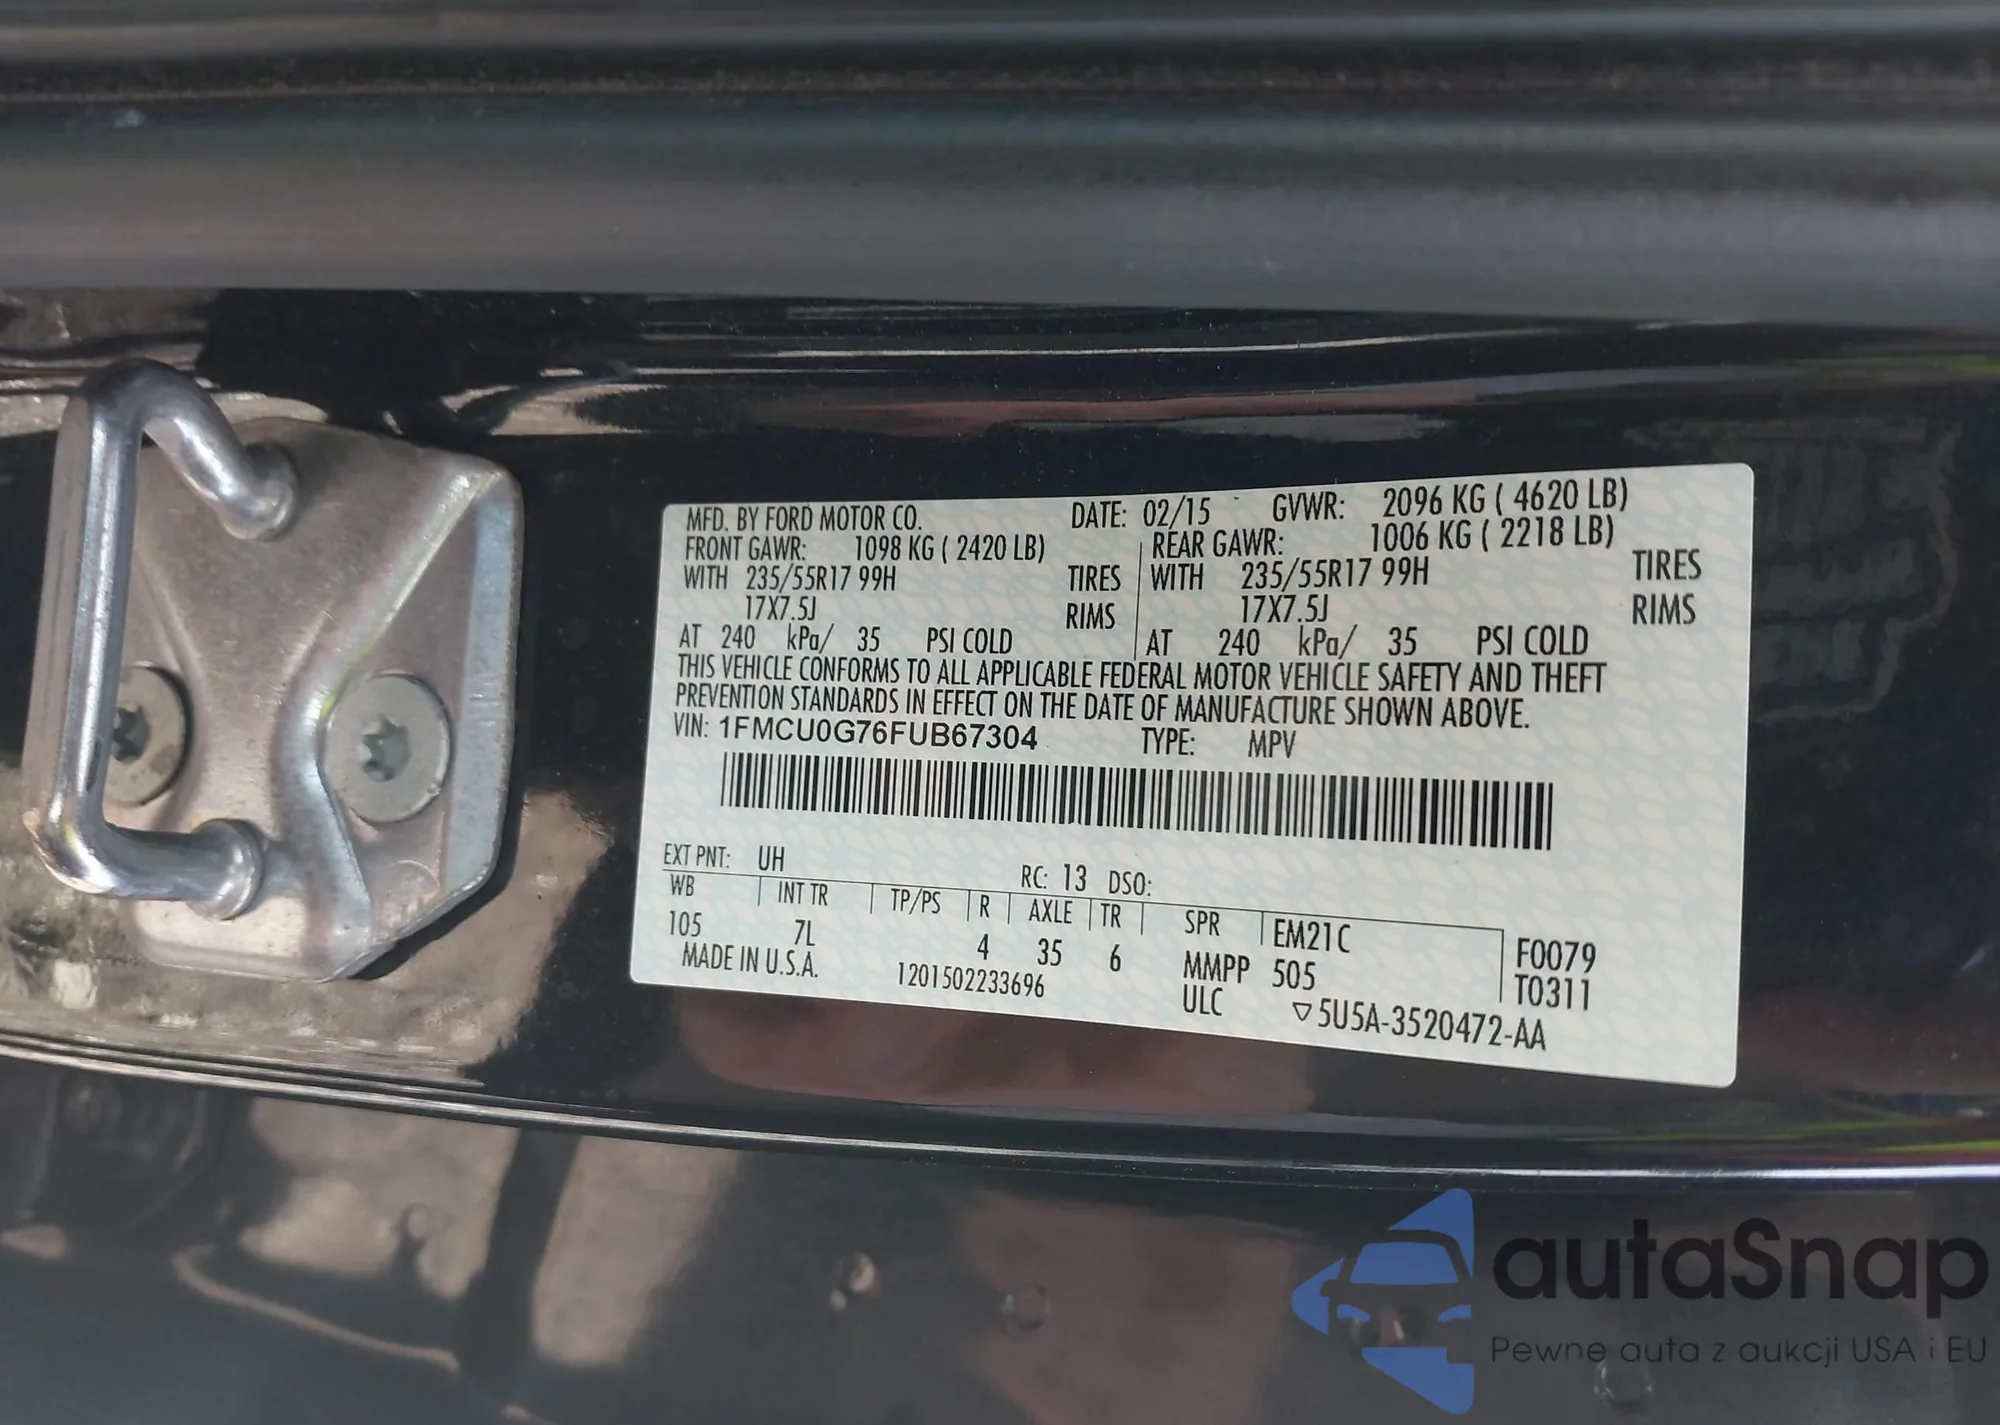 MFD. BY FORD MOTOR CO. DATE: 02/15 GVWR: 2096 KG ( 4620 LB)
FRONT GAWR: 1098 KG ( 2420 LB) REAR GAWR: 1006 KG ( 2218 LB)
WITH 235/55R17 99H TIRES WITH 235/55R17 99H TIRES
17X7.5J RIMS 17X7.5J RIMS
AT 240 kPa/ 35 PSI COLD AT 240 kPa/ 35 PSI COLD
THIS VEHICLE CONFORMS TO ALL APPLICABLE FEDERAL MOTOR VEHICLE SAFETY AND THEFT
PREVENTION STANDARDS IN EFFECT ON THE DATE OF MANUFACTURE SHOWN ABOVE.
VIN: 1FMCU0G76FUB67304 TYPE: MPV
EXT PNT: UH RC: 13 DSO:
WB INT TR TP/PS R AXLE TR SPR EM21C F0079
105 7L 4 35 6 MMPP 505 T0311
MADE IN U.S.A. 1201502233696 ULC ▽5U5A-3520472-AA
autaSnap
Pewne auta z aukcji USA i EU